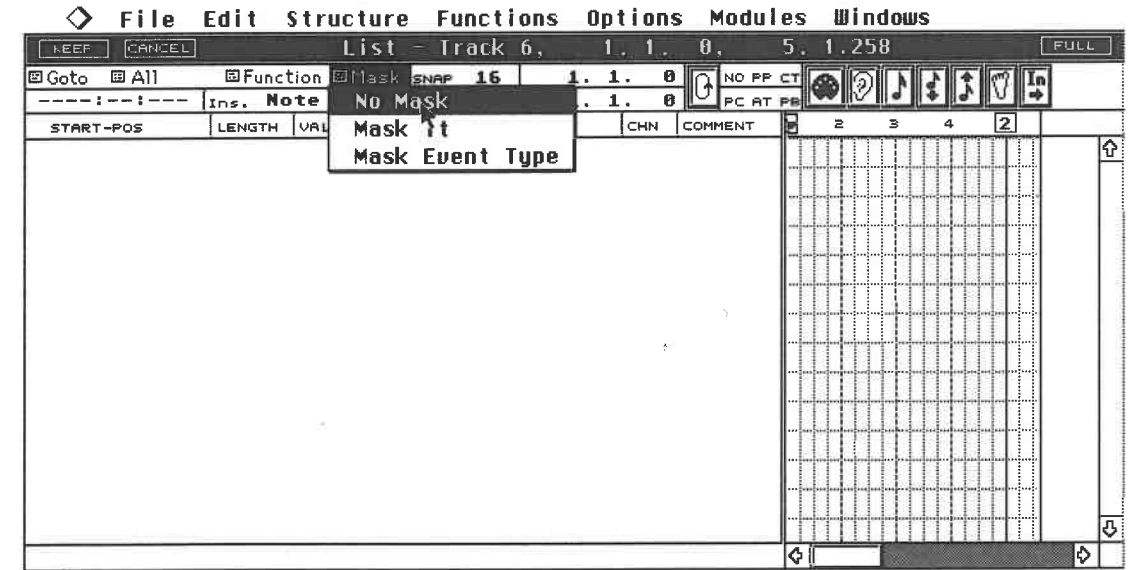 File Edit Structure Functions Options Modules Windows
KEEP CANCEL List - Track 6, 1. 1. 0, 5. 1.258 FULL
Goto All Function Mask SNAP 16 1. 1. 0 NO PP CT In
----:--:--- Ins. Note . 1. 0 PC AT PB
No Mask
Mask It
Mask Event Type
START-POS LENGTH VAL CHN COMMENT 2 3 4 2